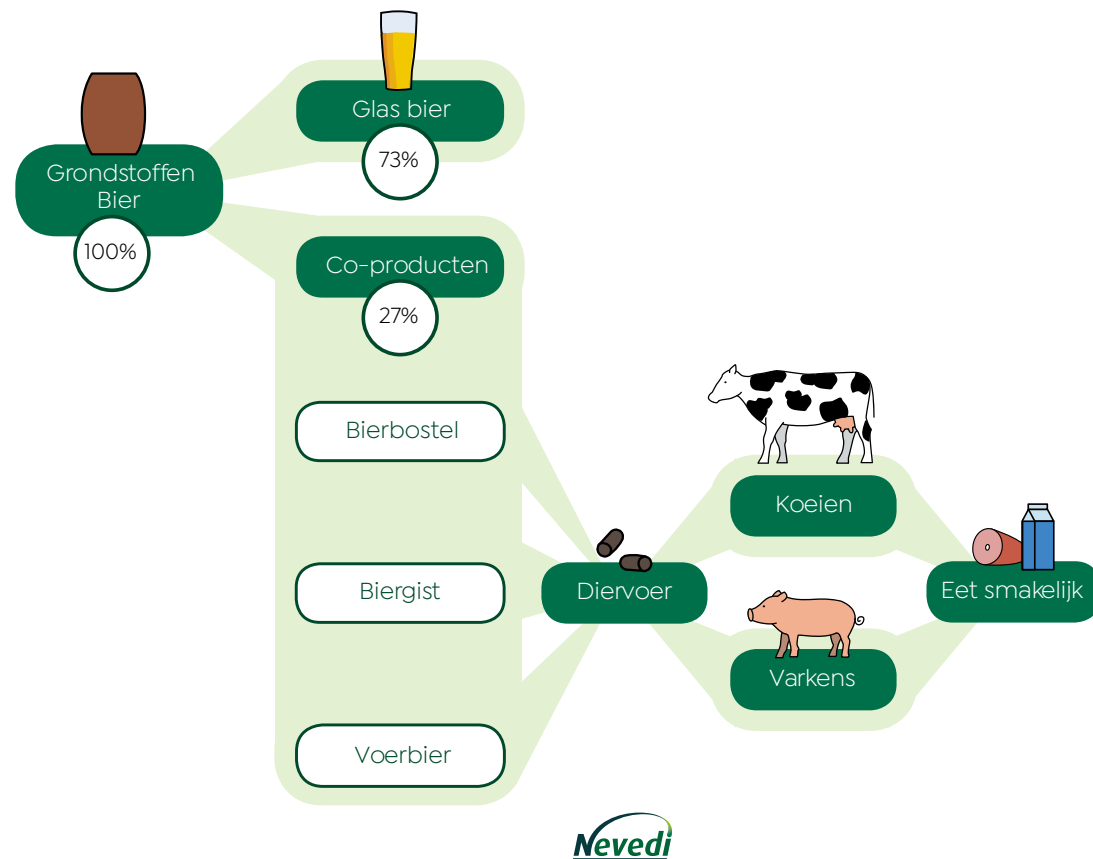 Glas bier
73%
Grondstoffen
Bier
100%
Co-producten
27%
Bierbostel
Biergist
Voerbier
Diervoer
Koeien
Varkens
Eet smakelijk
Nevedi